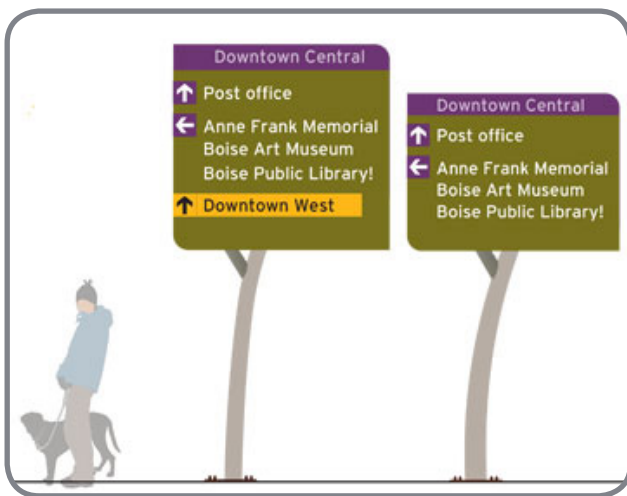 Downtown Central
Post office
Anne Frank Memorial
Boise Art Museum
Boise Public Library!
Downtown West
Downtown Central
Post office
Anne Frank Memorial
Boise Art Museum
Boise Public Library!